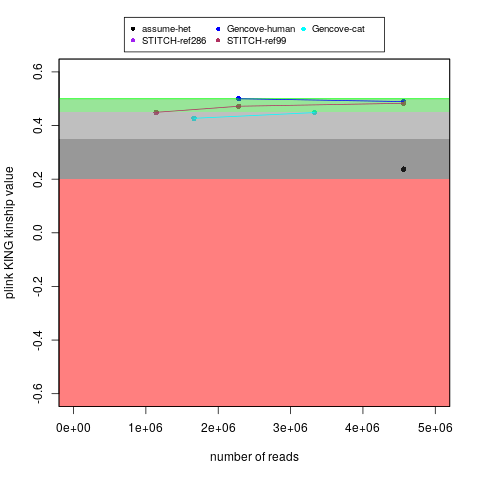 assume-het Gencove-human Gencove-cat
STITCH-ref286 STITCH-ref99
0.6
0.4
0.2
0.0
-0.2
-0.4
-0.6
plink KING kinship value
0e+00 1e+06 2e+06 3e+06 4e+06 5e+06
number of reads